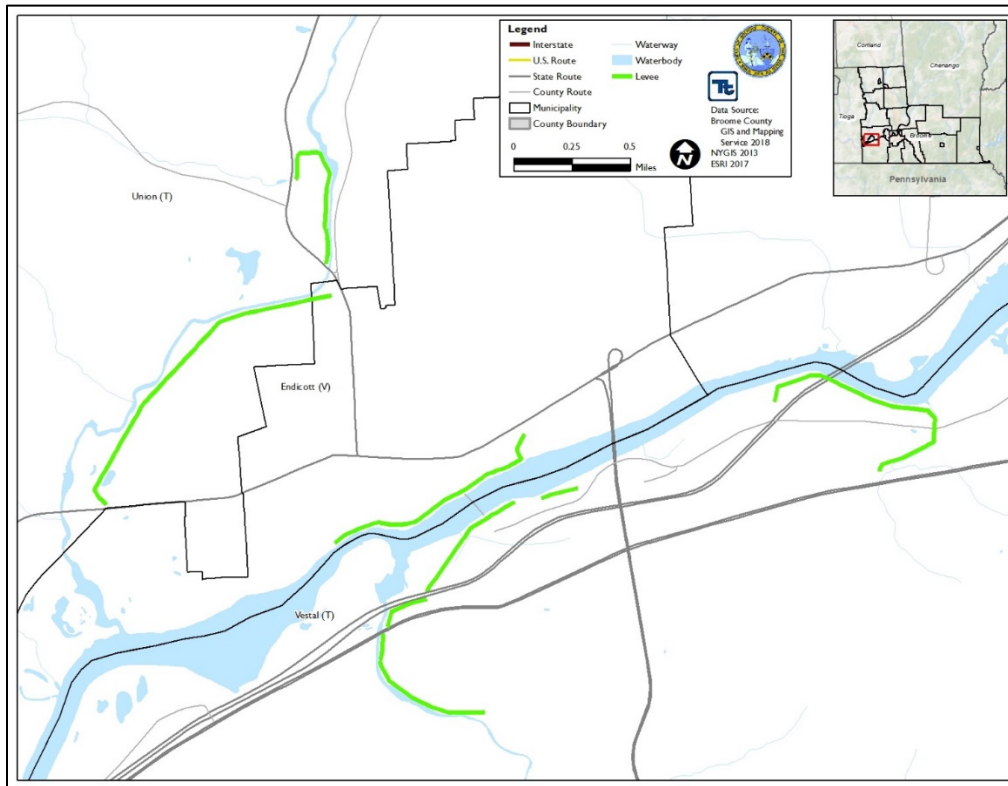 Legend
Interstate
U.S. Route
State Route
County Route
Municipality
County Boundary
Waterway
Waterbody
Levee
0 0.25 0.5
Miles
N
Data Source:
Broome County
GIS and Mapping
Service 2018
NYGIS 2013
ESRI 2017
Cortland
Chenango
Tioga
Broome
Pennsylvania
Union (T)
Endicott (V)
Vestal (T)